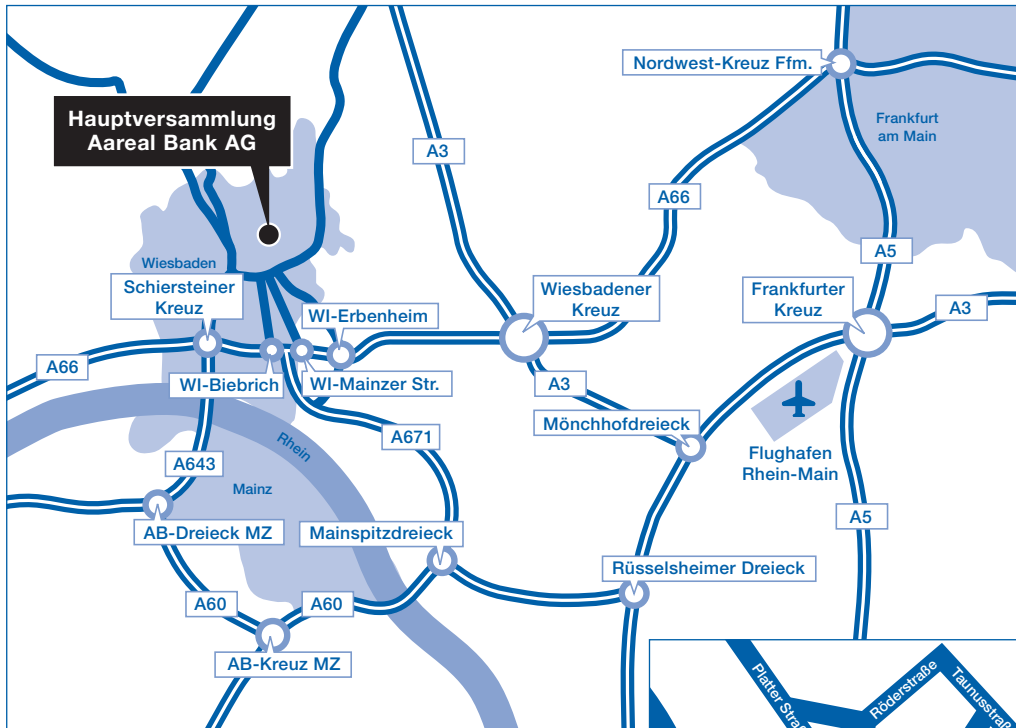 Nordwest-Kreuz Ffm.
Hauptversammlung
Aareal Bank AG
Frankfurt
am Main
A3
A66
A5
Wiesbaden
Schiersteiner
Kreuz
WI-Erbenheim
Wiesbadener
Kreuz
Frankfurter
Kreuz
A3
A66
WI-Biebrich
WI-Mainzer Str.
A3
Mönchhofdreieck
A671
Rhein
Flughafen
Rhein-Main
A643
Mainz
A5
AB-Dreieck MZ
Mainspitzdreieck
Rüsselsheimer Dreieck
A60
A60
AB-Kreuz MZ
Platter
Röderstraße